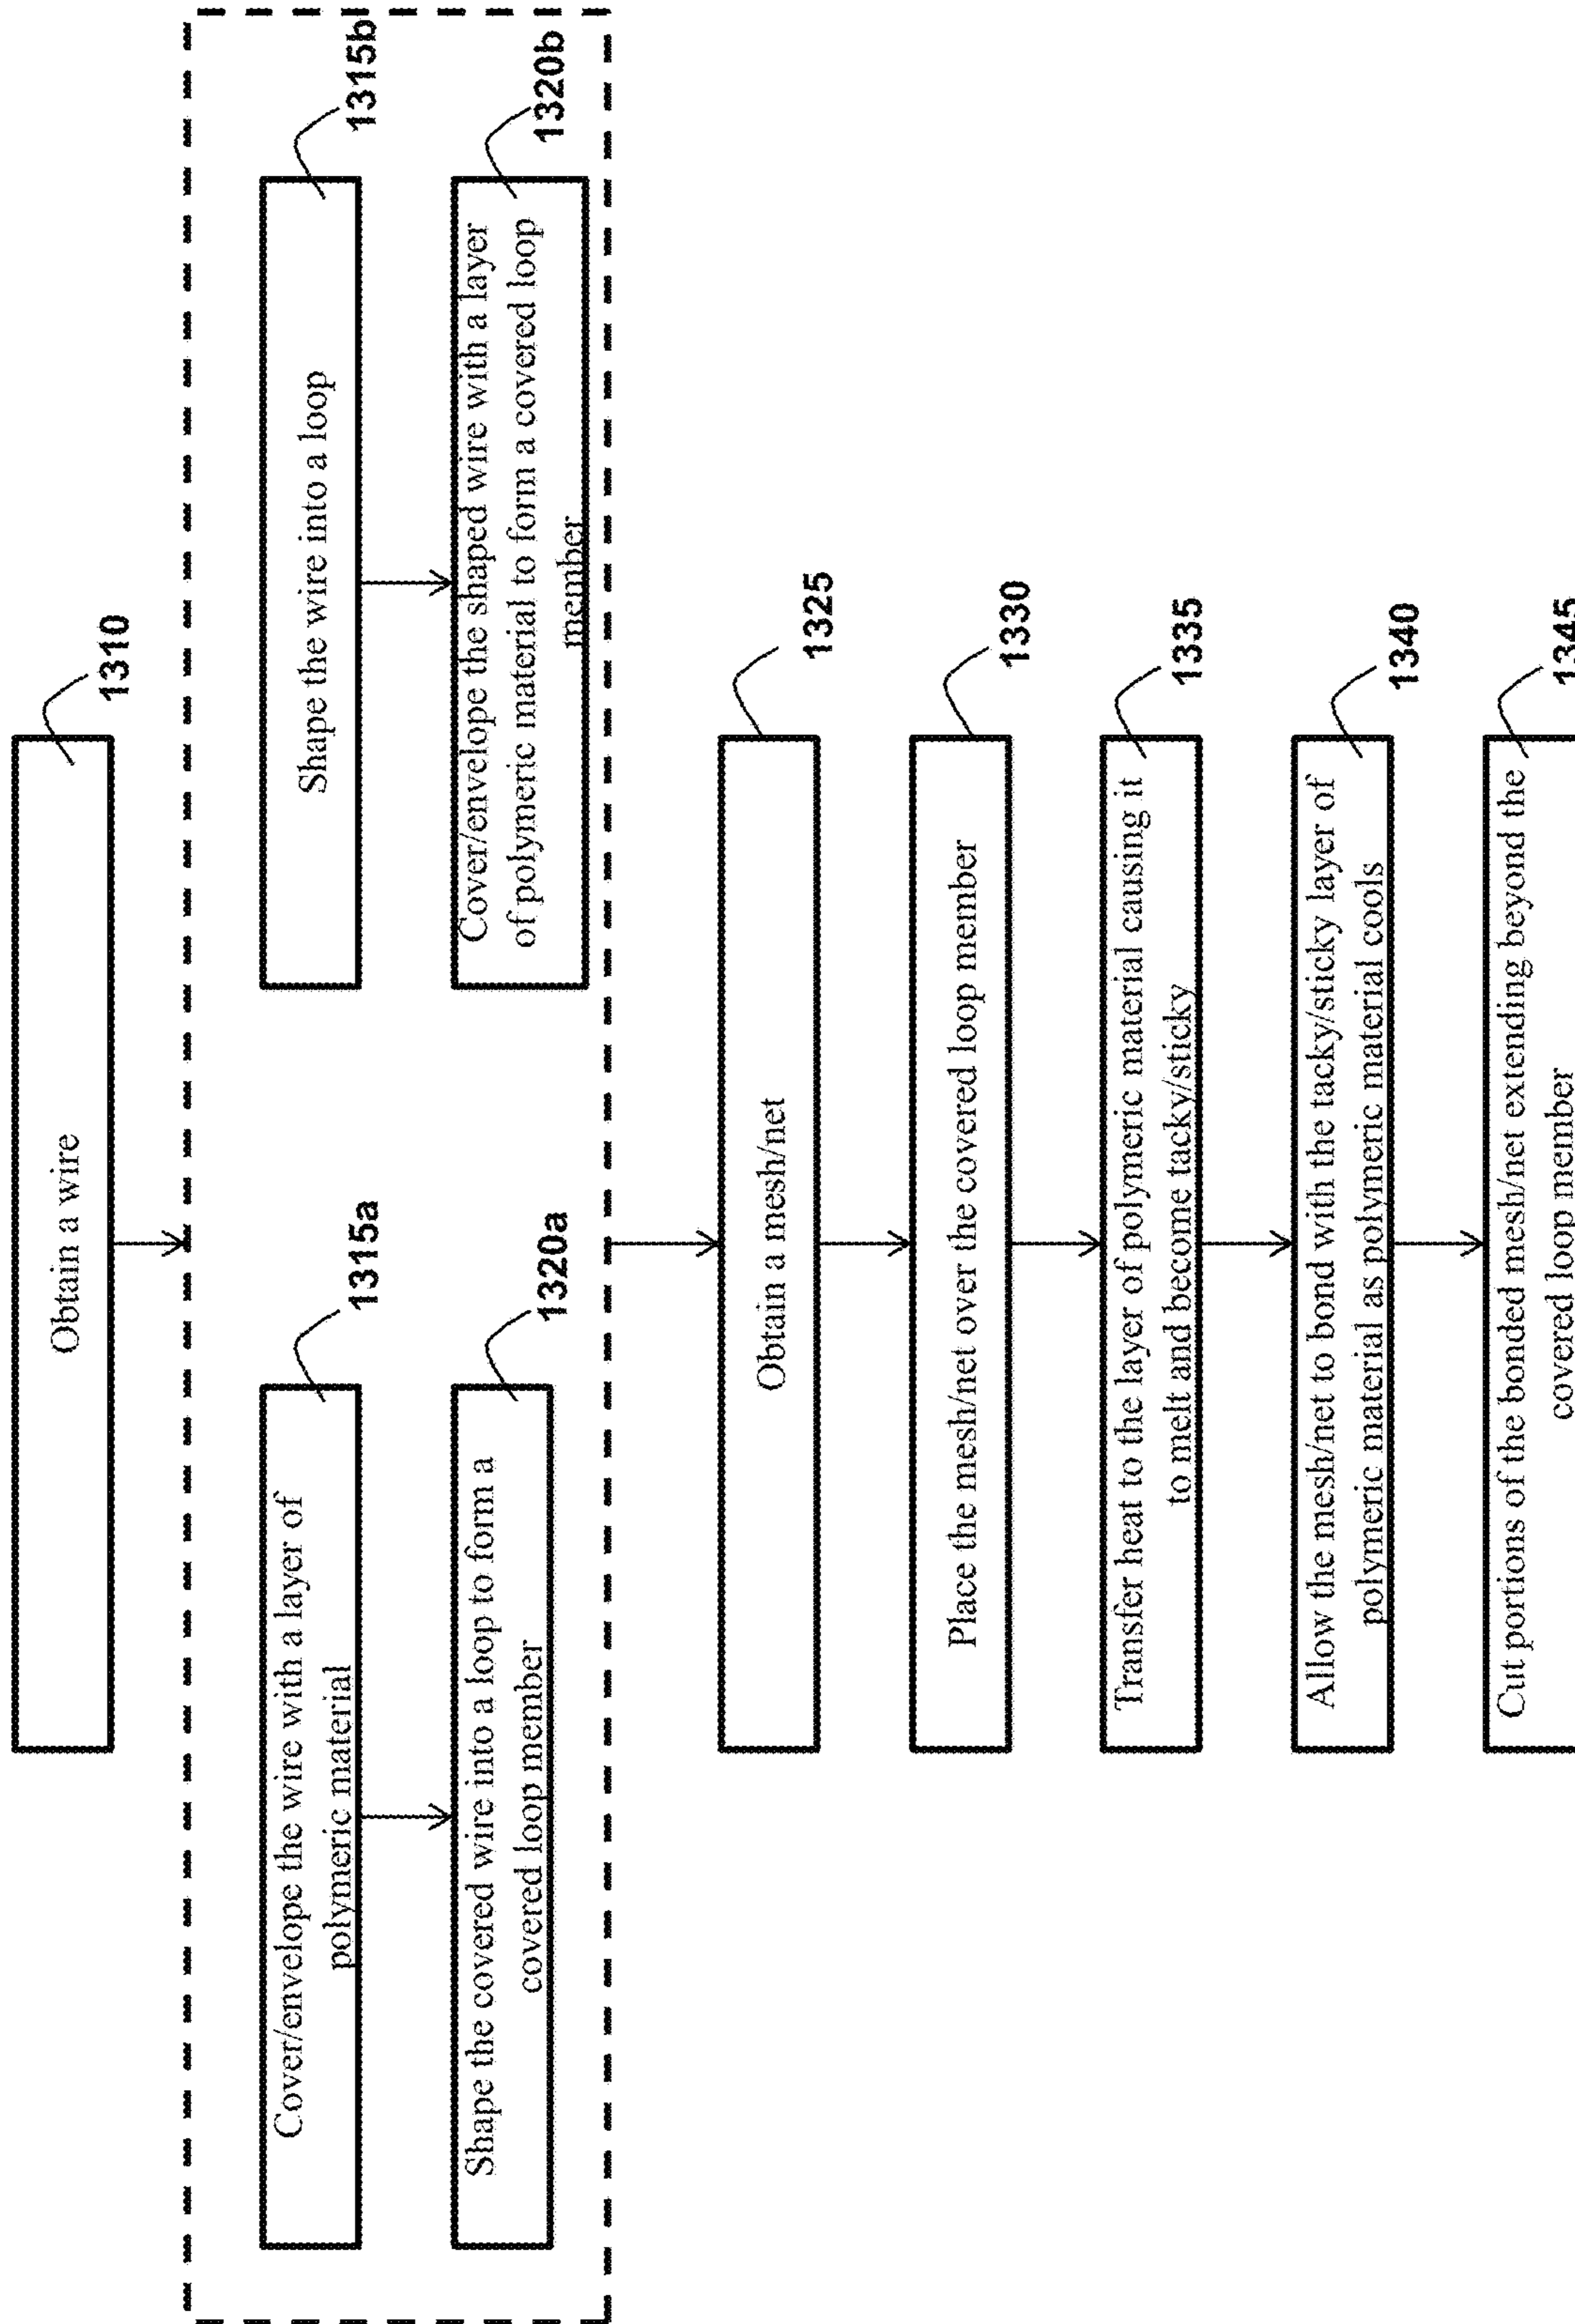 Obtain a wire
1310
Cover/envelope the wire with a layer of
polymeric material
1315a
Shape the covered wire into a loop to form a
covered loop member
1320a
Shape the wire into a loop
1315b
Cover/envelope the shaped wire with a layer
of polymeric material to form a covered loop
member
1320b
Obtain a mesh/net
1325
Place the mesh/net over the covered loop member
1330
Transfer heat to the layer of polymeric material causing it
to melt and become tacky/sticky
1335
Allow the mesh/net to bond with the tacky/sticky layer of
polymeric material as polymeric material cools
1340
Cut portions of the bonded mesh/net extending beyond the
covered loop member
1345